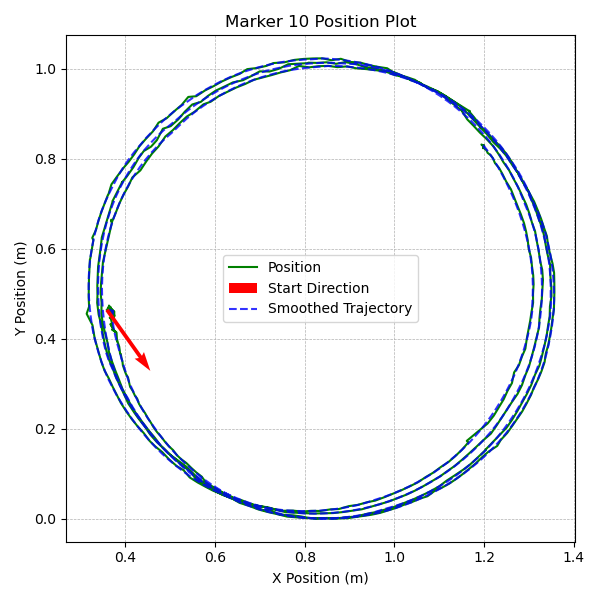 Marker 10 Position Plot
Y Position (m)
1.0
0.8
0.6
0.4
0.2
0.0
Position
Start Direction
Smoothed Trajectory
0.4 0.6 0.8 1.0 1.2 1.4
X Position (m)